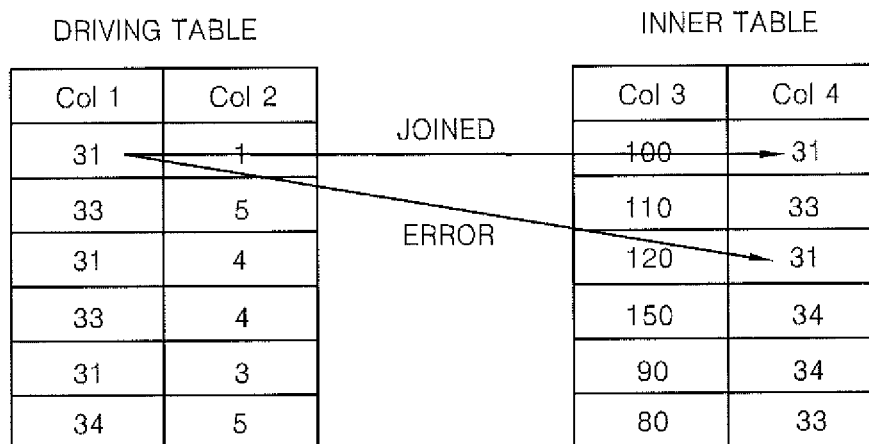 DRIVING TABLE
INNER TABLE
Col 1 Col 2
Col 3 Col 4
JOINED
31 1
100 31
33 5
110 33
ERROR
31 4
120 31
33 4
150 34
31 3
90 34
34 5
80 33